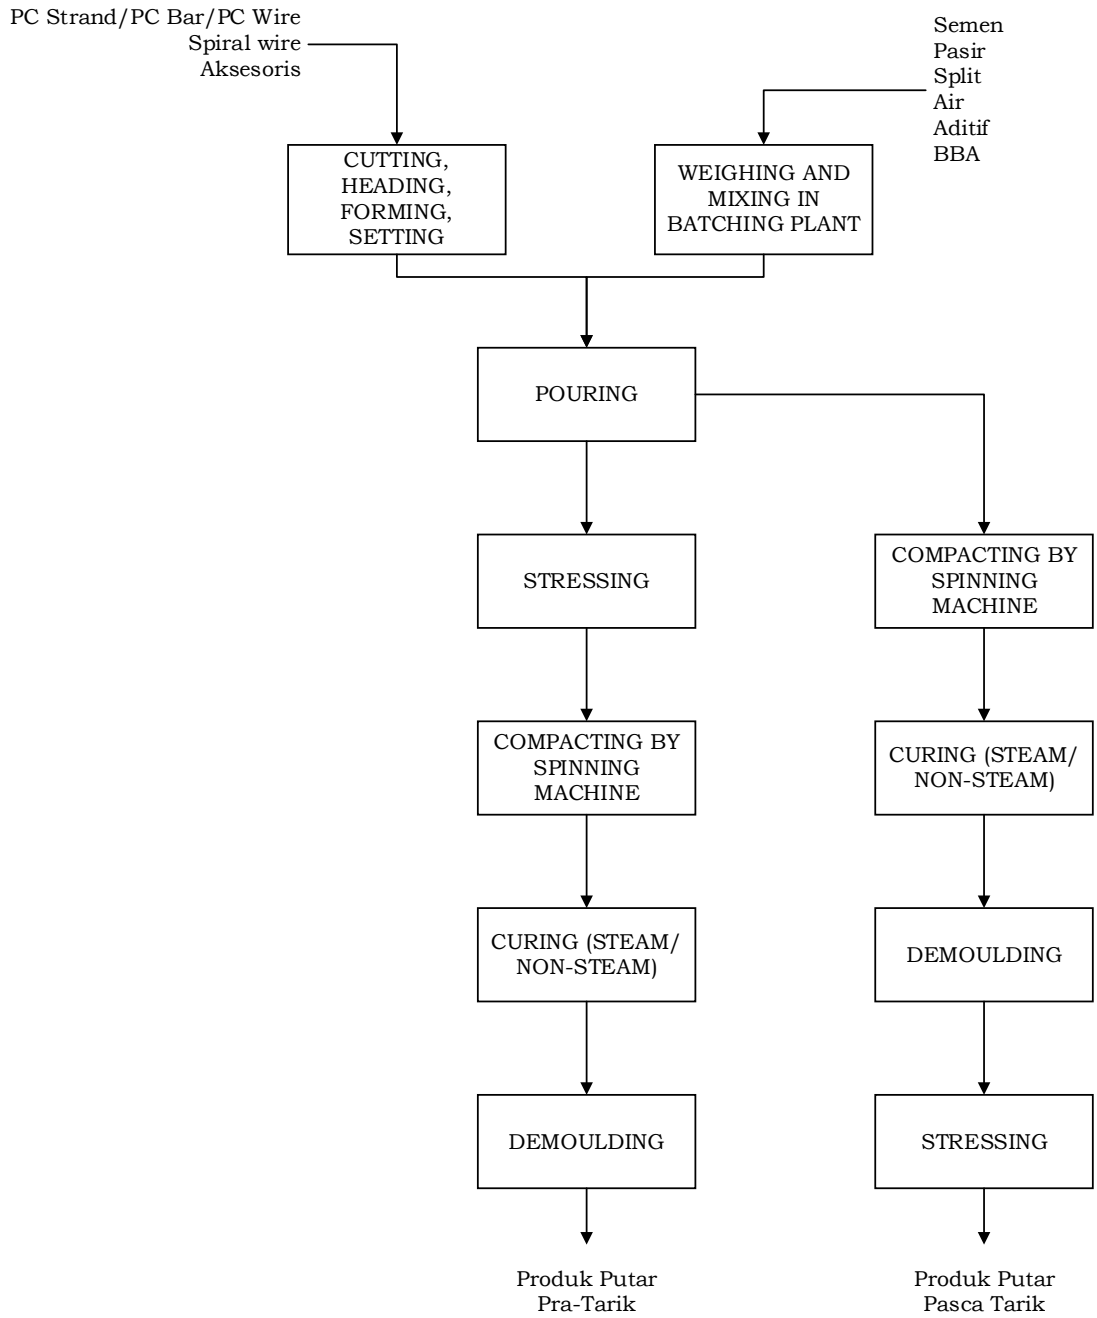 PC Strand/PC Bar/PC Wire
Spiral wire
Aksesoris
Semen
Pasir
Split
Air
Aditif
BBA
CUTTING,
HEADING,
FORMING,
SETTING
WEIGHING AND
MIXING IN
BATCHING PLANT
POURING
STRESSING
COMPACTING BY
SPINNING
MACHINE
COMPACTING BY
SPINNING
MACHINE
CURING (STEAM/
NON-STEAM)
CURING (STEAM/
NON-STEAM)
DEMOULDING
DEMOULDING
STRESSING
Produk Putar
Pra-Tarik
Produk Putar
Pasca Tarik